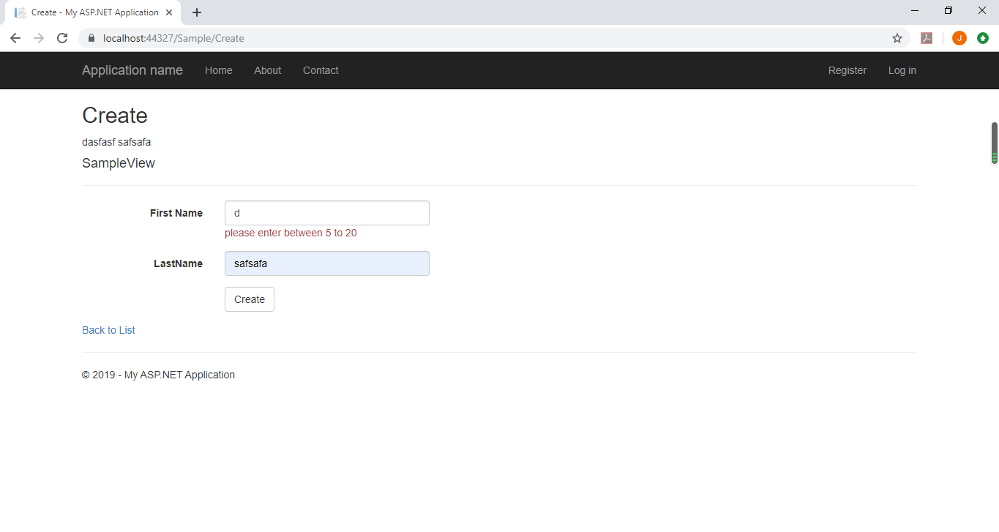 Create - My ASP.NET Application
localhost:44327/Sample/Create
J
Application name Home About Contact Register Log in
Create
dasfasf safsafa
SampleView
First Name d
please enter between 5 to 20
LastName safsafa
Create
Back to List
© 2019 - My ASP.NET Application